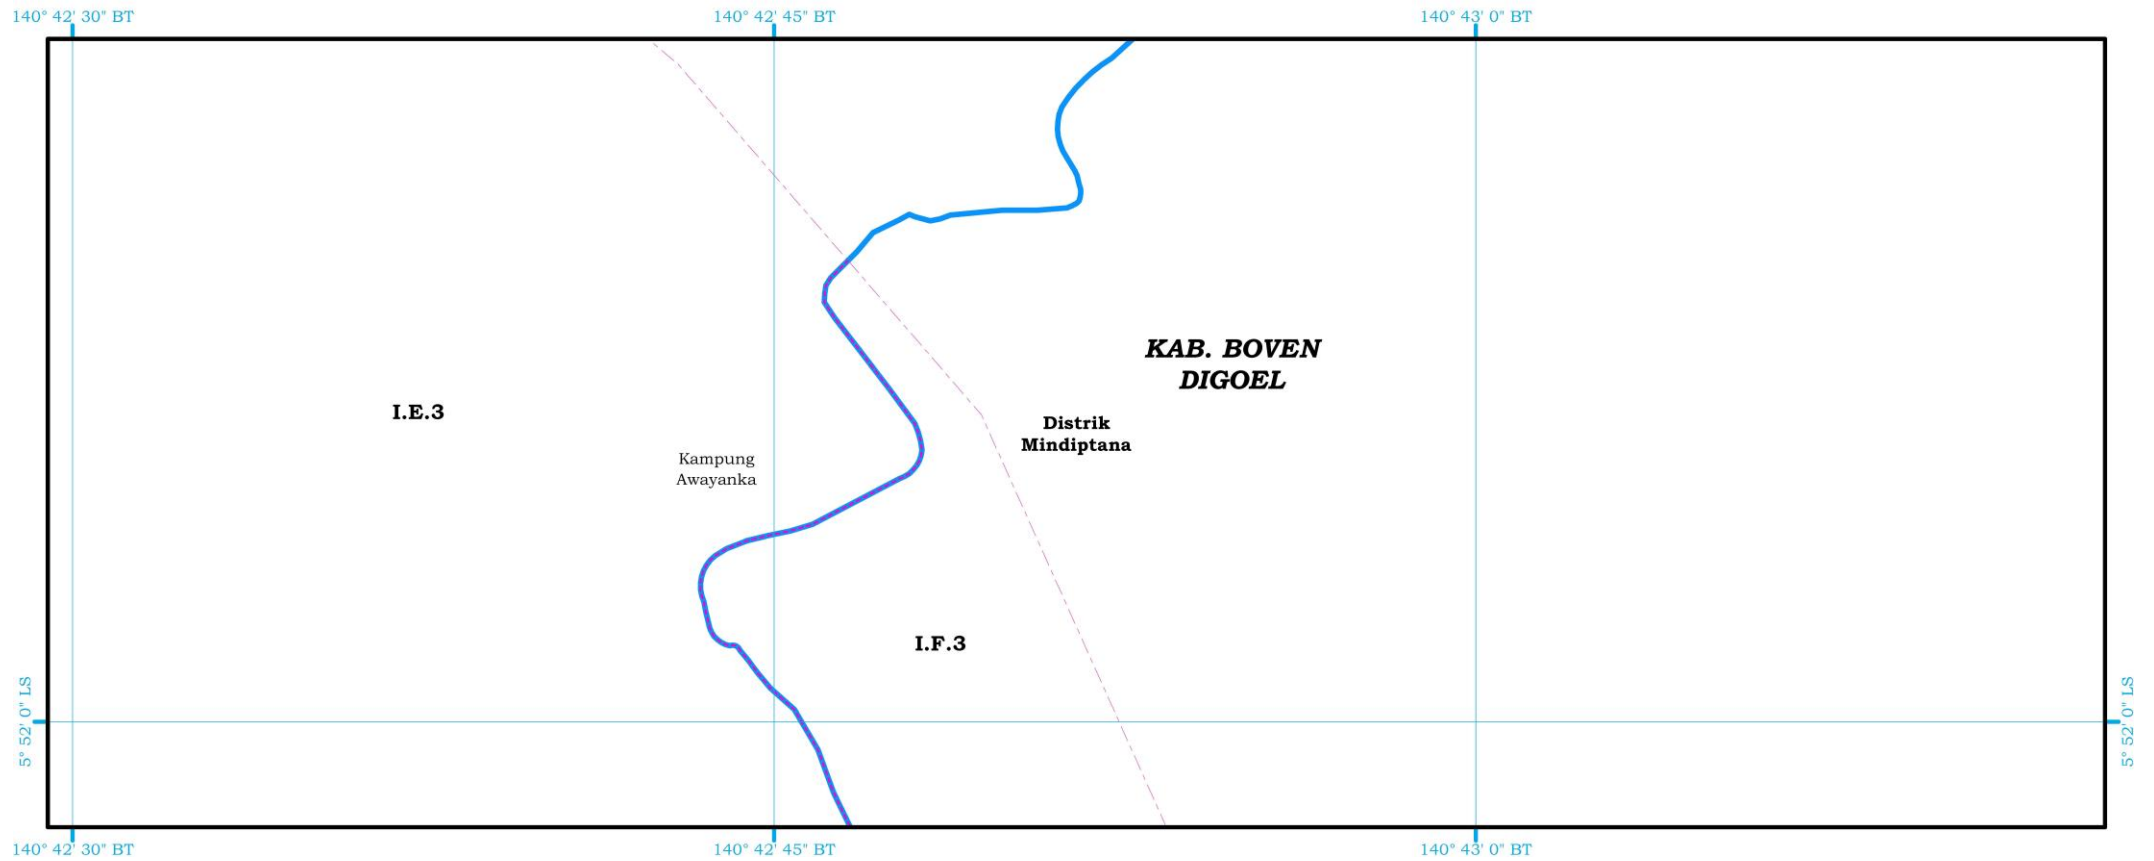 140° 42' 30" BT
140° 42' 45" BT
140° 43' 0" BT
KAB. BOVEN
DIGOEL
I.E.3
Distrik
Mindiptana
Kampung
Awayanka
I.F.3
5° 52' 0" LS
5° 52' 0" LS
140° 42' 30" BT
140° 42' 45" BT
140° 43' 0" BT